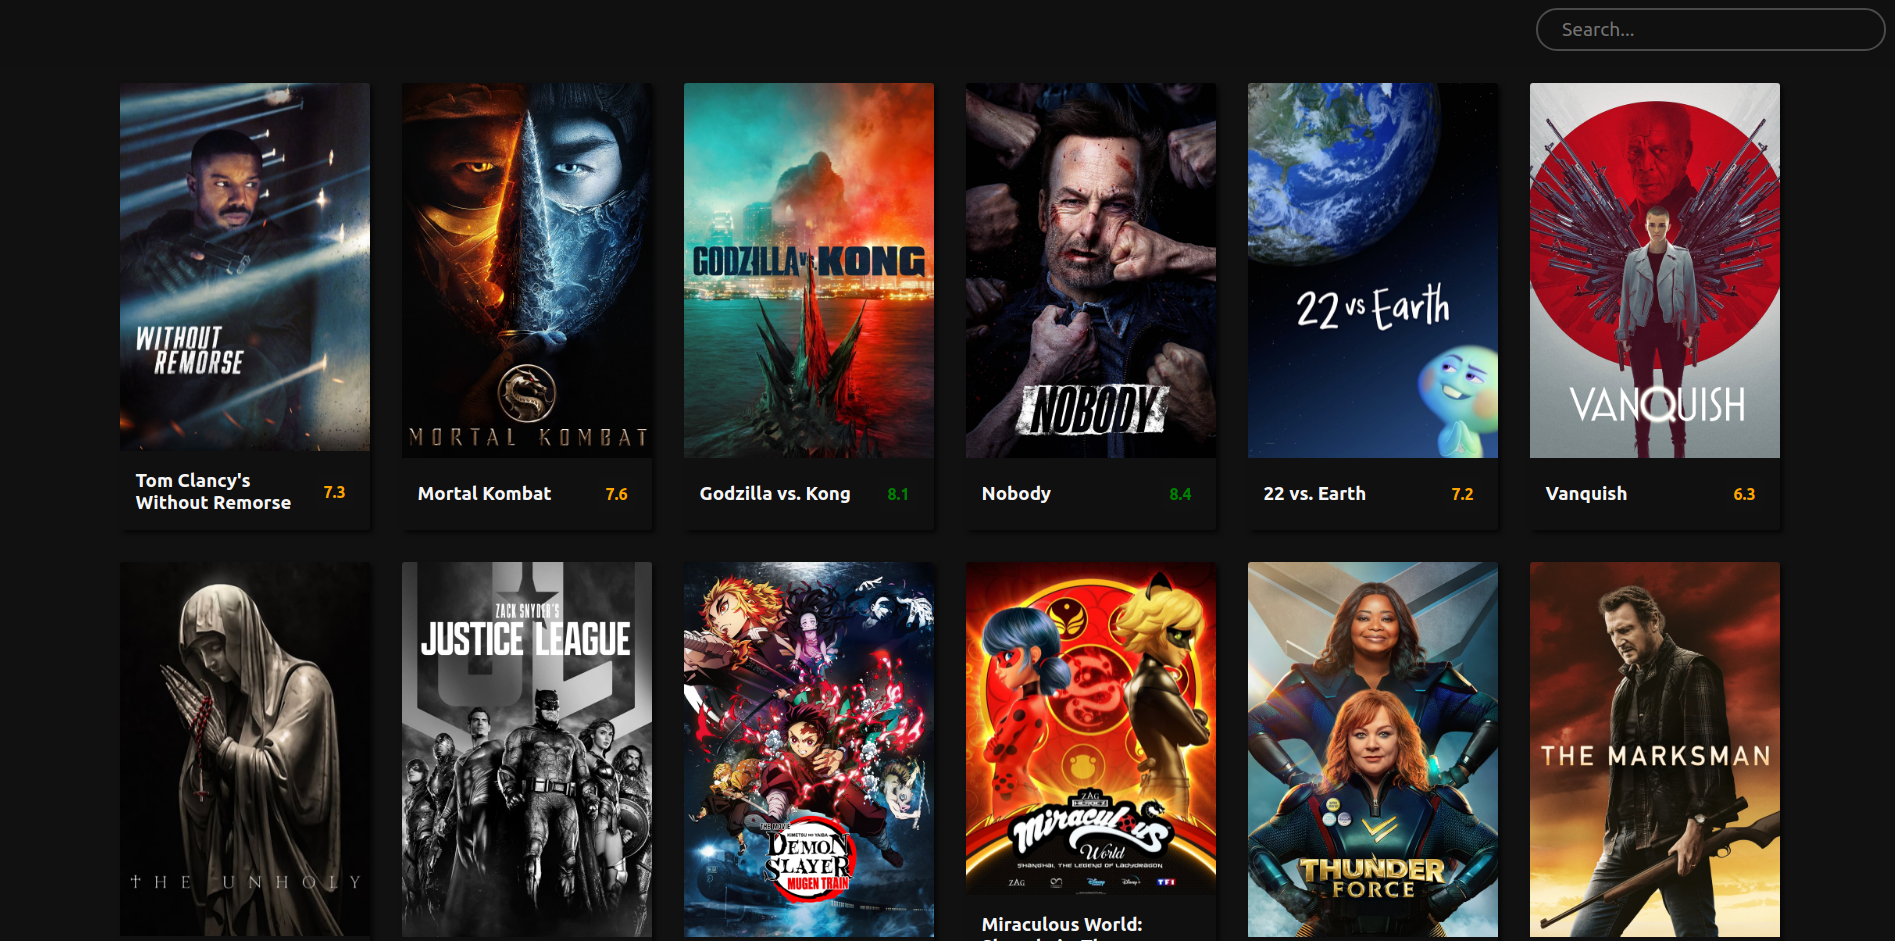 Search...
WITHOUT
REMORSE
MORTAL KOMBAT
GODZILLA VS. KONG
NOBODY
22 vs Earth
VANQUISH
Tom Clancy's
Without Remorse
7.3
Mortal Kombat
7.6
Godzilla vs. Kong
8.1
Nobody
8.4
22 vs. Earth
7.2
Vanquish
6.3
THE UNHOLY
ZACK SNYDER'S
JUSTICE LEAGUE
THE MOVIE
KIMETSU NO YAIBA
DEMON
SLAYER
MUGEN TRAIN
ZAG
HEROEZ
Miraculous
World
SHANGHAI, THE LEGEND OF LADYDRAGON
ZAG
Disney
Disney+
TF1
THUNDER
FORCE
THE MARKSMAN
Miraculous World: